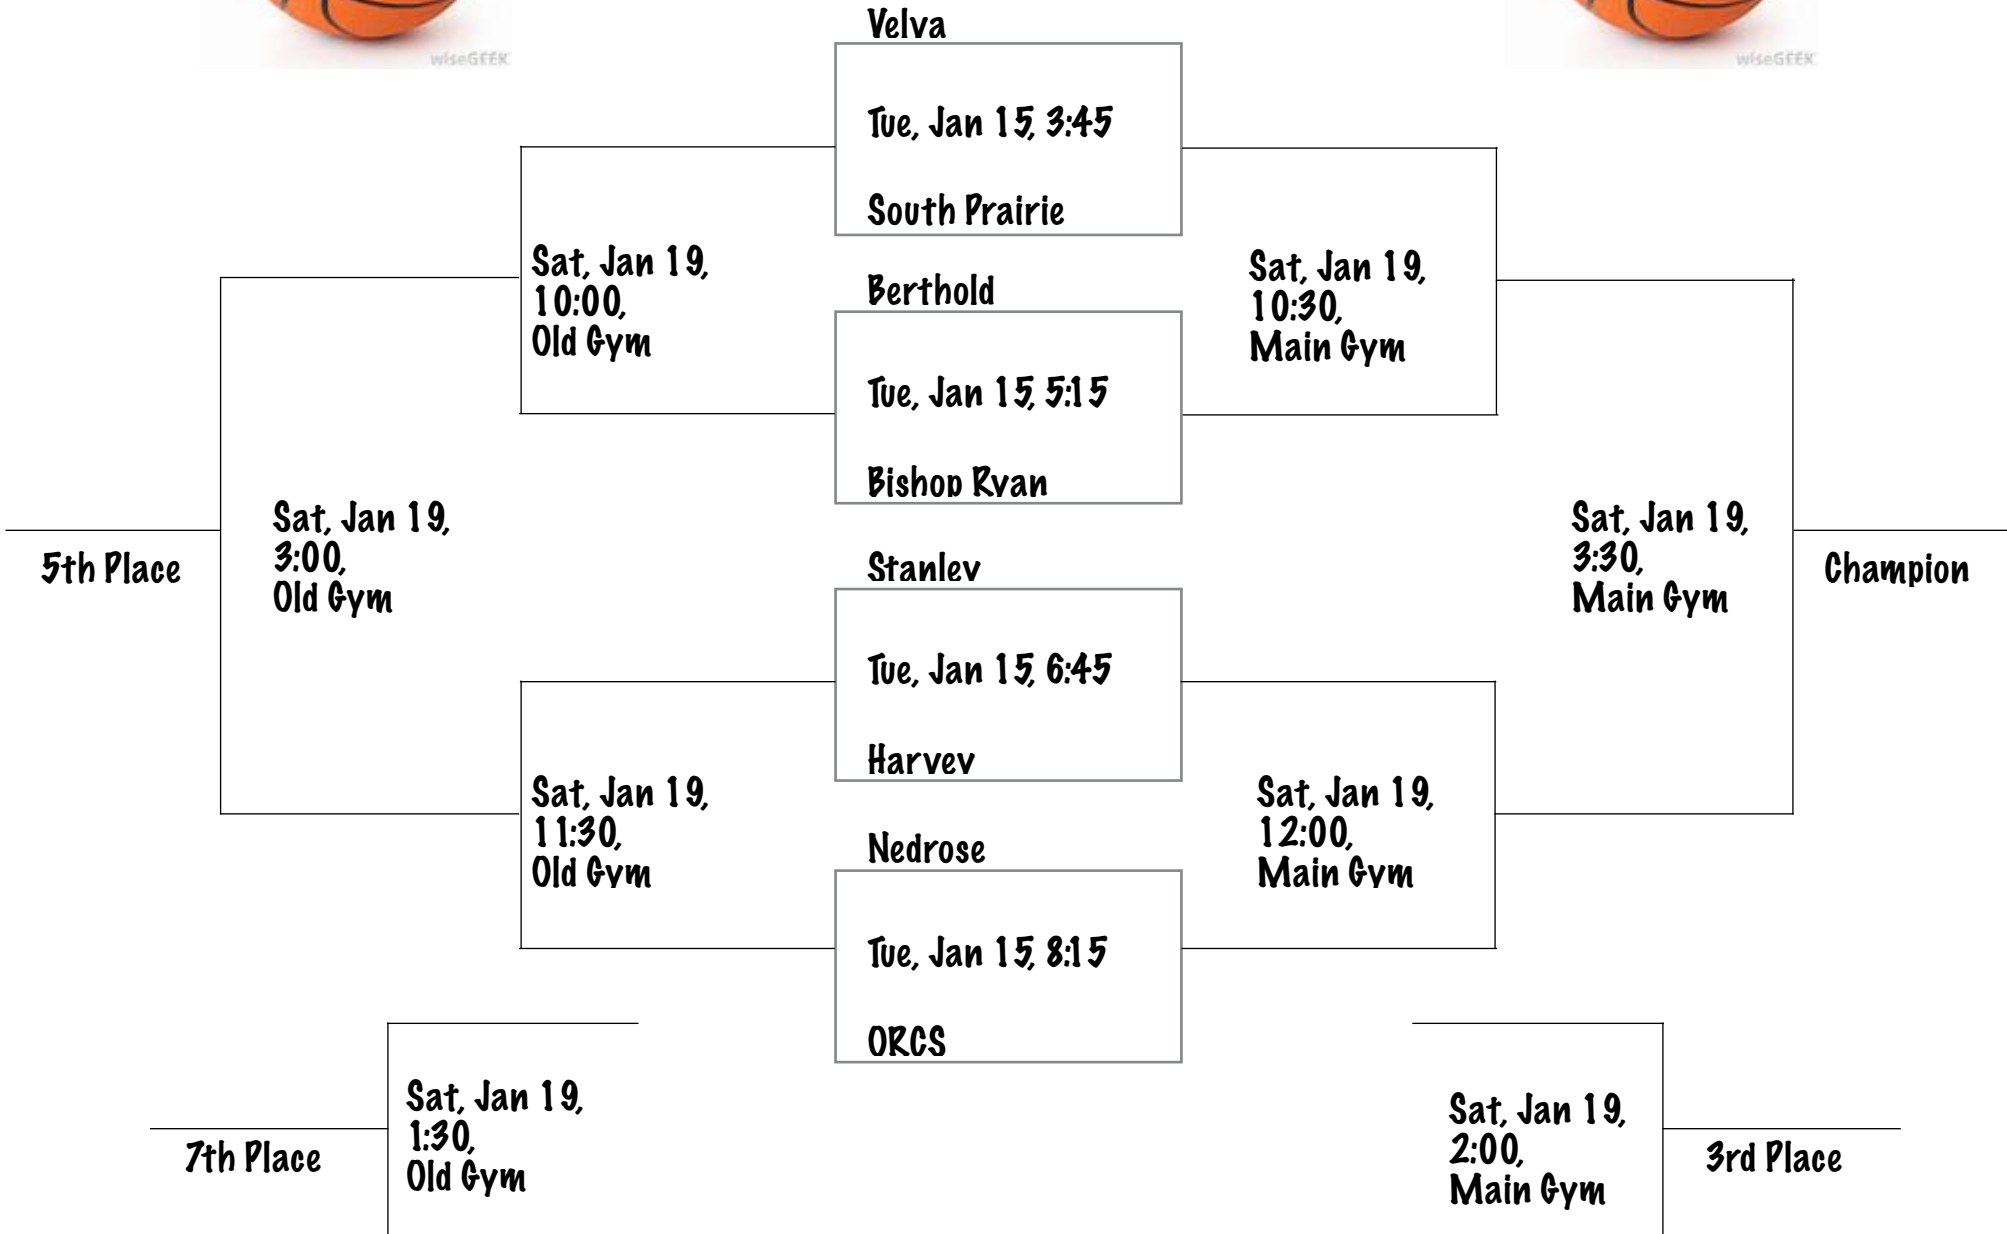 wiseGEEK
wiseGEEK
Velva
Tue, Jan 15, 3:45
South Prairie
Sat, Jan 19,
10:00,
Old Gym
Sat, Jan 19,
10:30,
Main Gym
Berthold
Tue, Jan 15, 5:15
Bishop Ryan
Sat, Jan 19,
3:00,
Old Gym
5th Place
Sat, Jan 19,
3:30,
Main Gym
Champion
Stanley
Tue, Jan 15, 6:45
Harvey
Sat, Jan 19,
11:30,
Old Gym
Sat, Jan 19,
12:00,
Main Gym
Nedrose
Tue, Jan 15, 8:15
ORCS
Sat, Jan 19,
1:30,
Old Gym
7th Place
Sat, Jan 19,
2:00,
Main Gym
3rd Place